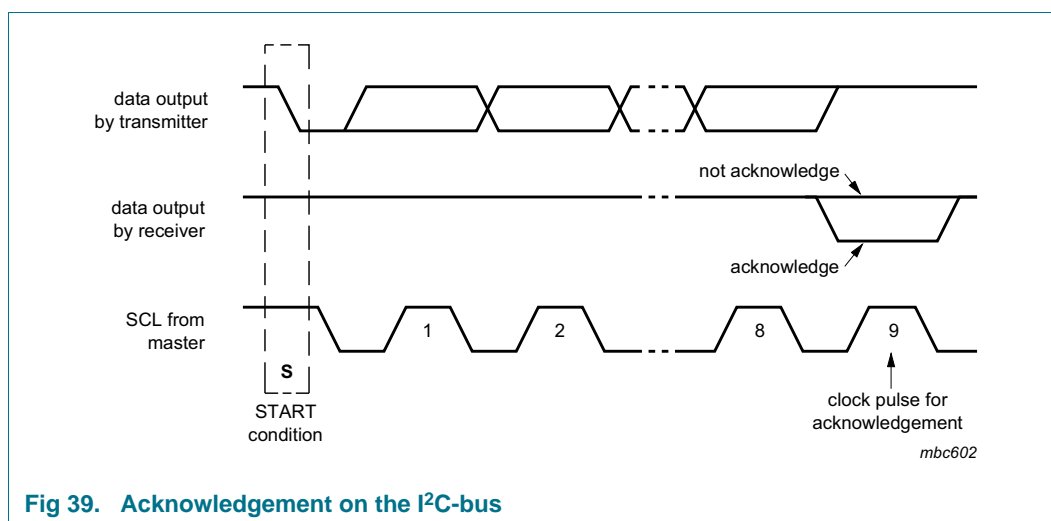 data output
by transmitter
not acknowledge
data output
by receiver
acknowledge
SCL from
master
1
2
8
9
S
START
condition
clock pulse for
acknowledgement
mbc602
Fig 39. Acknowledgement on the I²C-bus